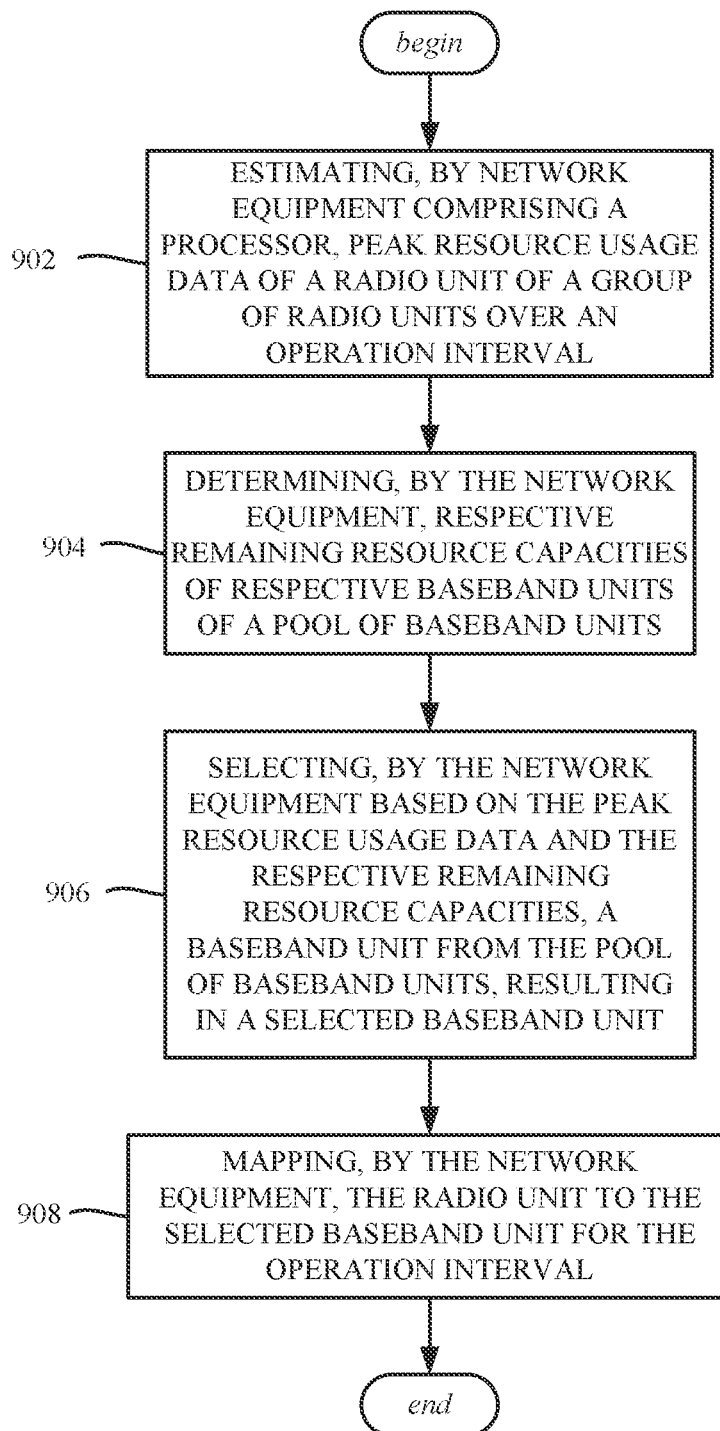 begin
902
ESTIMATING, BY NETWORK
EQUIPMENT COMPRISING A
PROCESSOR, PEAK RESOURCE USAGE
DATA OF A RADIO UNIT OF A GROUP
OF RADIO UNITS OVER AN
OPERATION INTERVAL
904
DETERMINING, BY THE NETWORK
EQUIPMENT, RESPECTIVE
REMAINING RESOURCE CAPACITIES
OF RESPECTIVE BASEBAND UNITS
OF A POOL OF BASEBAND UNITS
906
SELECTING, BY THE NETWORK
EQUIPMENT BASED ON THE PEAK
RESOURCE USAGE DATA AND THE
RESPECTIVE REMAINING
RESOURCE CAPACITIES, A
BASEBAND UNIT FROM THE POOL
OF BASEBAND UNITS, RESULTING
IN A SELECTED BASEBAND UNIT
908
MAPPING, BY THE NETWORK
EQUIPMENT, THE RADIO UNIT TO THE
SELECTED BASEBAND UNIT FOR THE
OPERATION INTERVAL
end